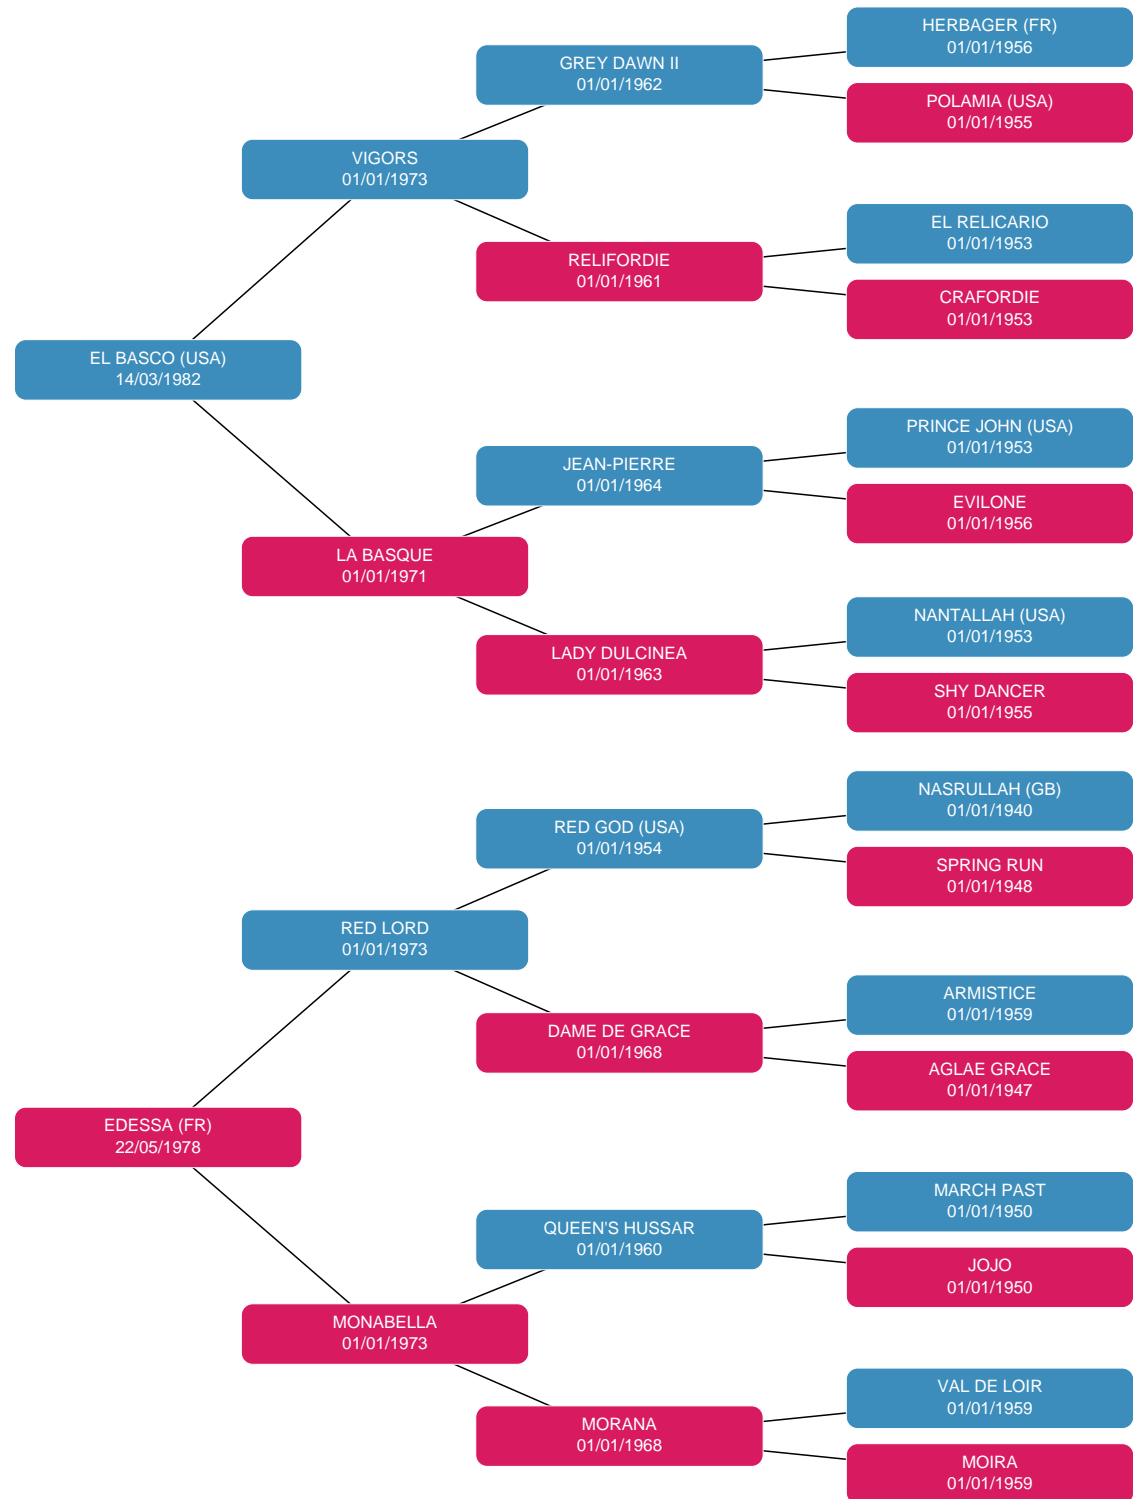 HERBAGER (FR)
01/01/1956
GREY DAWN II
01/01/1962
POLAMIA (USA)
01/01/1955
VIGORS
01/01/1973
EL RELICARIO
01/01/1953
RELIFORDIE
01/01/1961
CRAFORDIE
01/01/1953
EL BASCO (USA)
14/03/1982
PRINCE JOHN (USA)
01/01/1953
JEAN-PIERRE
01/01/1964
EVILONE
01/01/1956
LA BASQUE
01/01/1971
NANTALLAH (USA)
01/01/1953
LADY DULCINEA
01/01/1963
SHY DANCER
01/01/1955
NASRULLAH (GB)
01/01/1940
RED GOD (USA)
01/01/1954
SPRING RUN
01/01/1948
RED LORD
01/01/1973
ARMISTICE
01/01/1959
DAME DE GRACE
01/01/1968
AGLAE GRACE
01/01/1947
EDESSA (FR)
22/05/1978
MARCH PAST
01/01/1950
QUEEN'S HUSSAR
01/01/1960
JOJO
01/01/1950
MONABELLA
01/01/1973
VAL DE LOIR
01/01/1959
MORANA
01/01/1968
MOIRA
01/01/1959